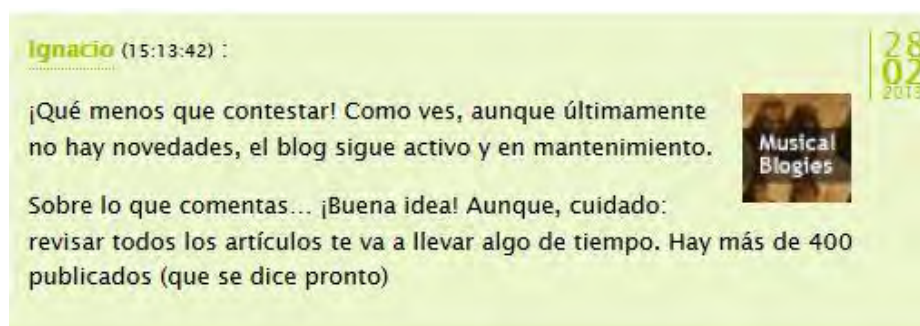 Ignacio (15:13:42) :
28
02
2013
¡Qué menos que contestar! Como ves, aunque últimamente
no hay novedades, el blog sigue activo y en mantenimiento.
Musical
Blogies
Sobre lo que comentas... ¡Buena idea! Aunque, cuidado:
revisar todos los artículos te va a llevar algo de tiempo. Hay más de 400
publicados (que se dice pronto)